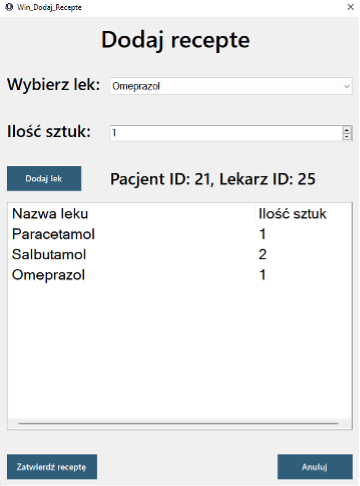 Win_Dodaj_Recepte
Dodaj recepte
Wybierz lek: Omeprazol
Ilość sztuk: 1
Dodaj lek Pacjent ID: 21, Lekarz ID: 25
Nazwa leku Ilość sztuk
Paracetamol 1
Salbutamol 2
Omeprazol 1
Zatwierdź receptę Anuluj